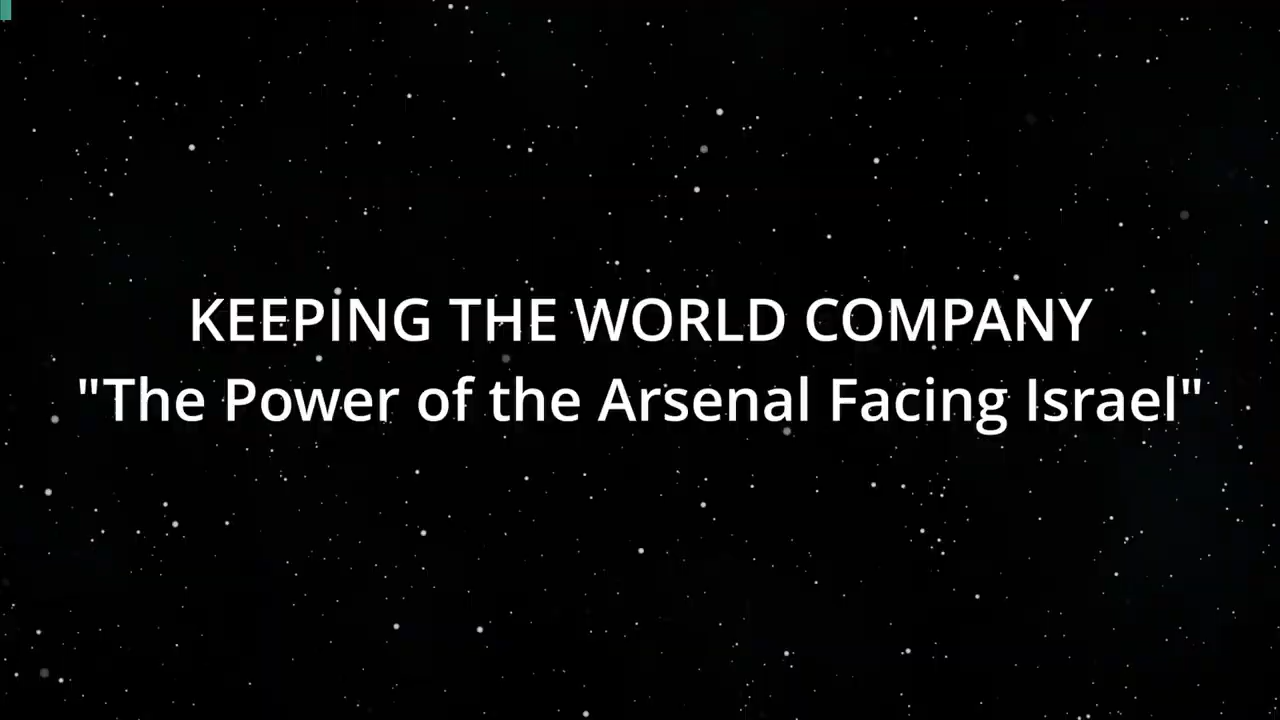 KEEPING THE WORLD COMPANY
"The Power of the Arsenal Facing Israel"